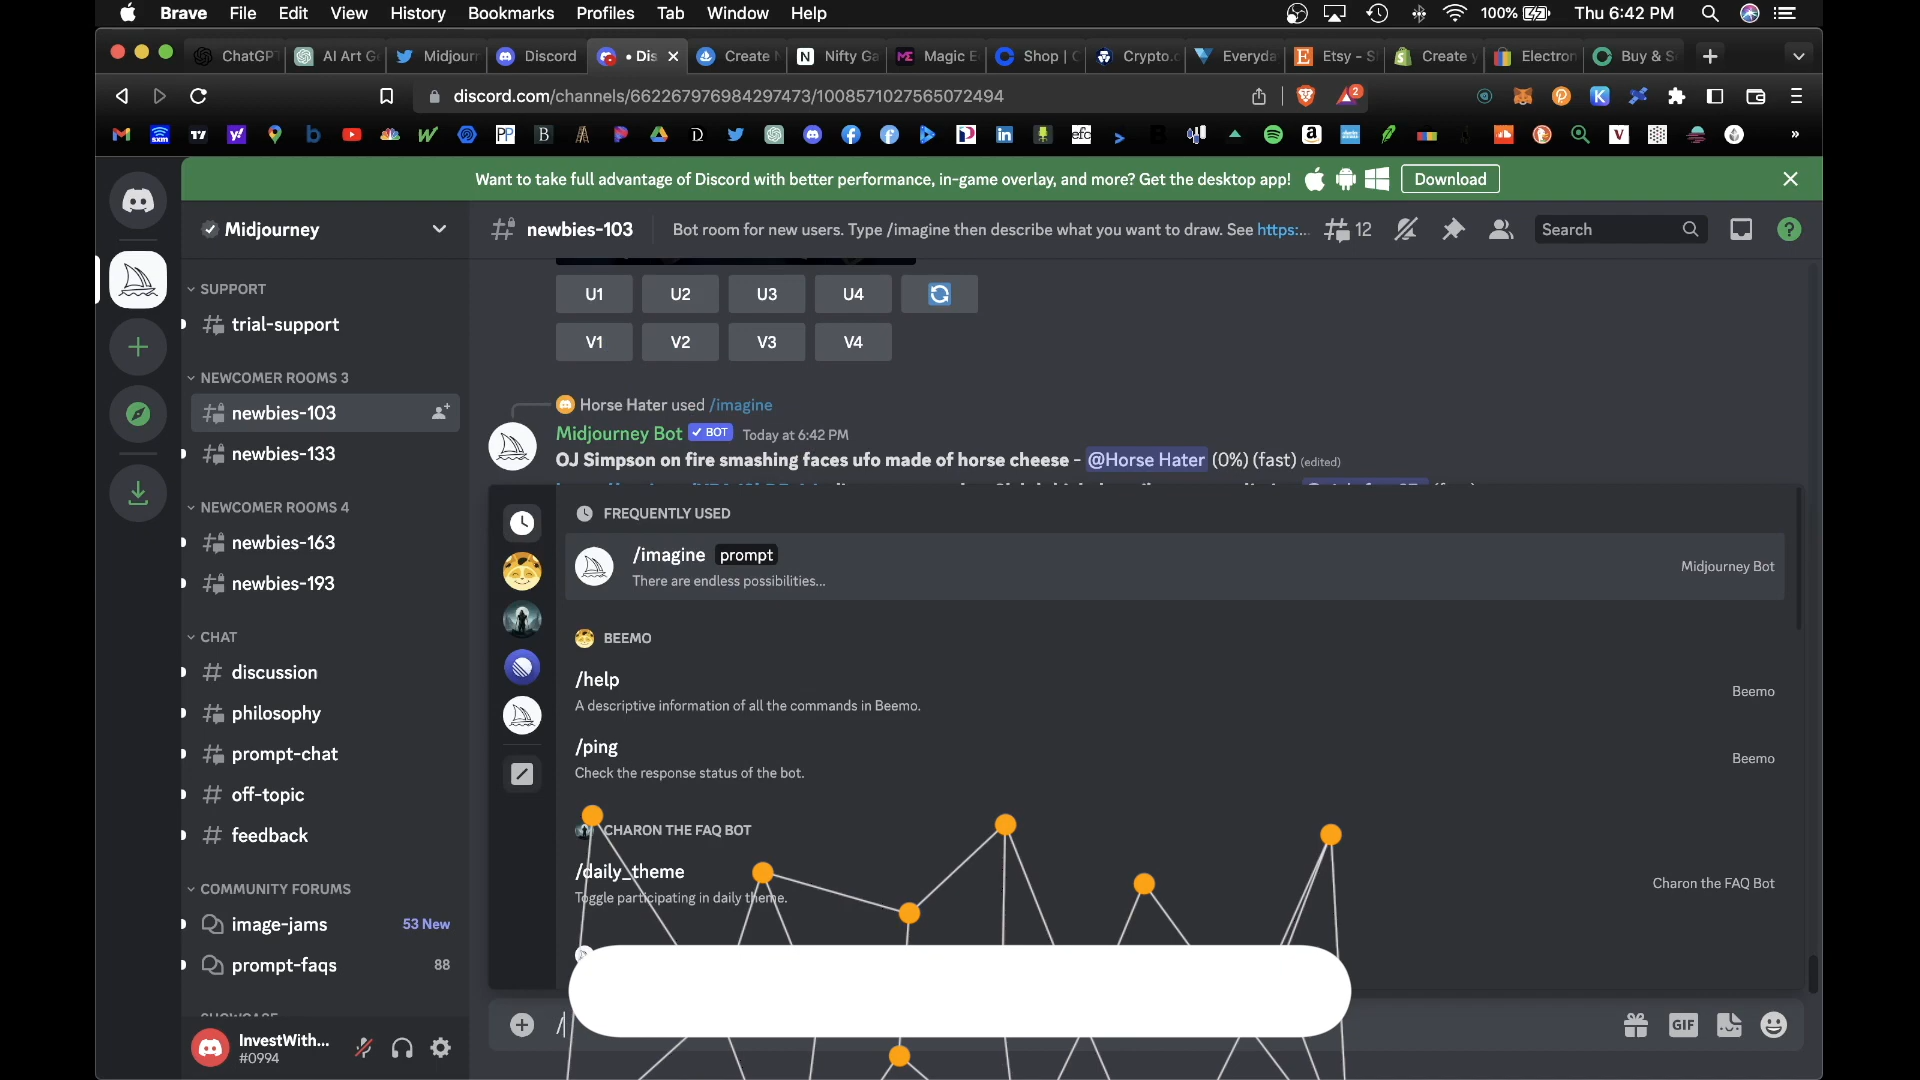 Brave File Edit View History Bookmarks Profiles Tab Window Help 100% Thu 6:42 PM
ChatGP AI Art G Midjourn Discord • Dis Create Nifty Ga Magic E Shop | C Crypto.c Everyda Etsy - S Create y Electron Buy & S
discord.com/channels/662267976984297473/1008571027565072494 2
Want to take full advantage of Discord with better performance, in-game overlay, and more? Get the desktop app! Download
Midjourney
newbies-103 Bot room for new users. Type /imagine then describe what you want to draw. See https:... 12 Search
SUPPORT
trial-support
NEWCOMER ROOMS 3
newbies-103
newbies-133
NEWCOMER ROOMS 4
newbies-163
newbies-193
CHAT
discussion
philosophy
prompt-chat
off-topic
feedback
COMMUNITY FORUMS
image-jams 53 New
prompt-faqs 88
InvestWith...
#0994
U1 U2 U3 U4
V1 V2 V3 V4
Horse Hater used /imagine
Midjourney Bot BOT Today at 6:42 PM
OJ Simpson on fire smashing faces ufo made of horse cheese - @Horse Hater (0%) (fast) (edited)
FREQUENTLY USED
/imagine prompt
There are endless possibilities... Midjourney Bot
BEEMO
/help
A descriptive information of all the commands in Beemo. Beemo
/ping
Check the response status of the bot. Beemo
CHARON THE FAQ BOT
/daily_theme
Toggle participating in daily theme. Charon the FAQ Bot
/ GIF